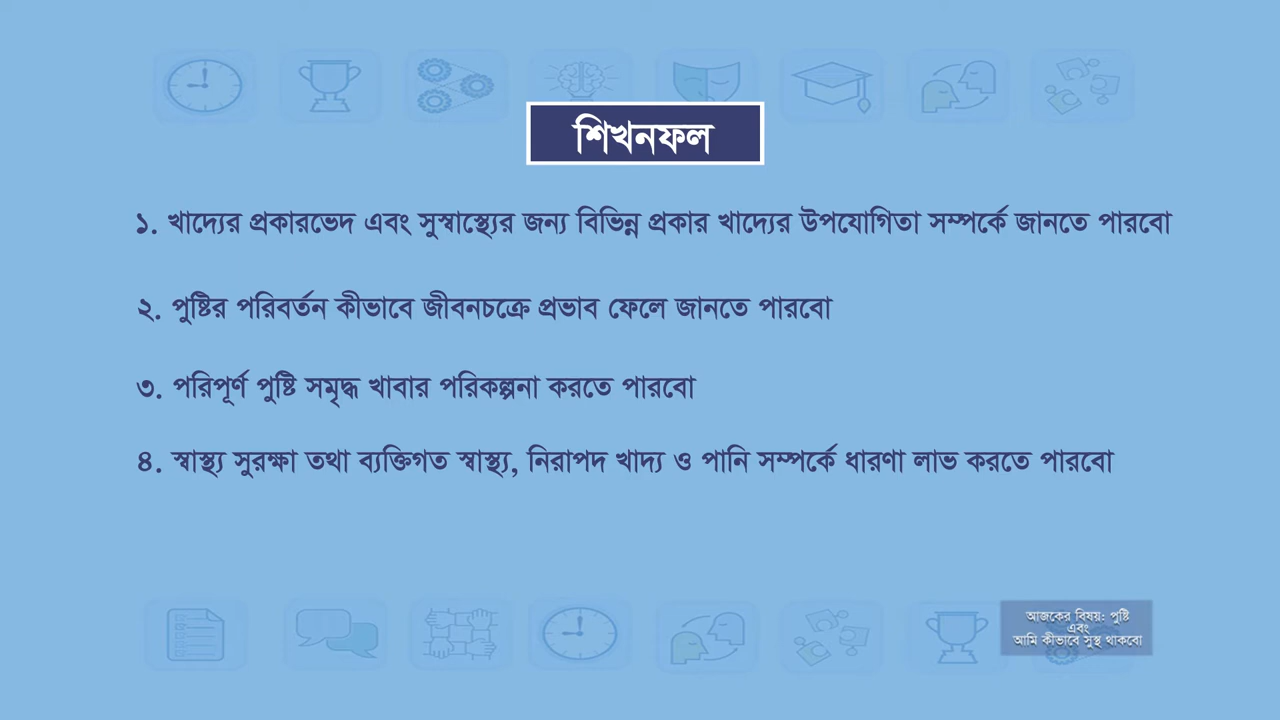 শিখনফল
১. খাদ্যের প্রকারভেদ এবং সুস্বাস্থ্যের জন্য বিভিন্ন প্রকার খাদ্যের উপযোগিতা সম্পর্কে জানতে পারবো
২. পুষ্টির পরিবর্তন কীভাবে জীবনচক্রে প্রভাব ফেলে জানতে পারবো
৩. পরিপূর্ণ পুষ্টি সমৃদ্ধ খাবার পরিকল্পনা করতে পারবো
৪. স্বাস্থ্য সুরক্ষা তথা ব্যক্তিগত স্বাস্থ্য, নিরাপদ খাদ্য ও পানি সম্পর্কে ধারণা লাভ করতে পারবো
আজকের বিষয়: পুষ্টি
এবং
আমি কীভাবে সুস্থ থাকবো